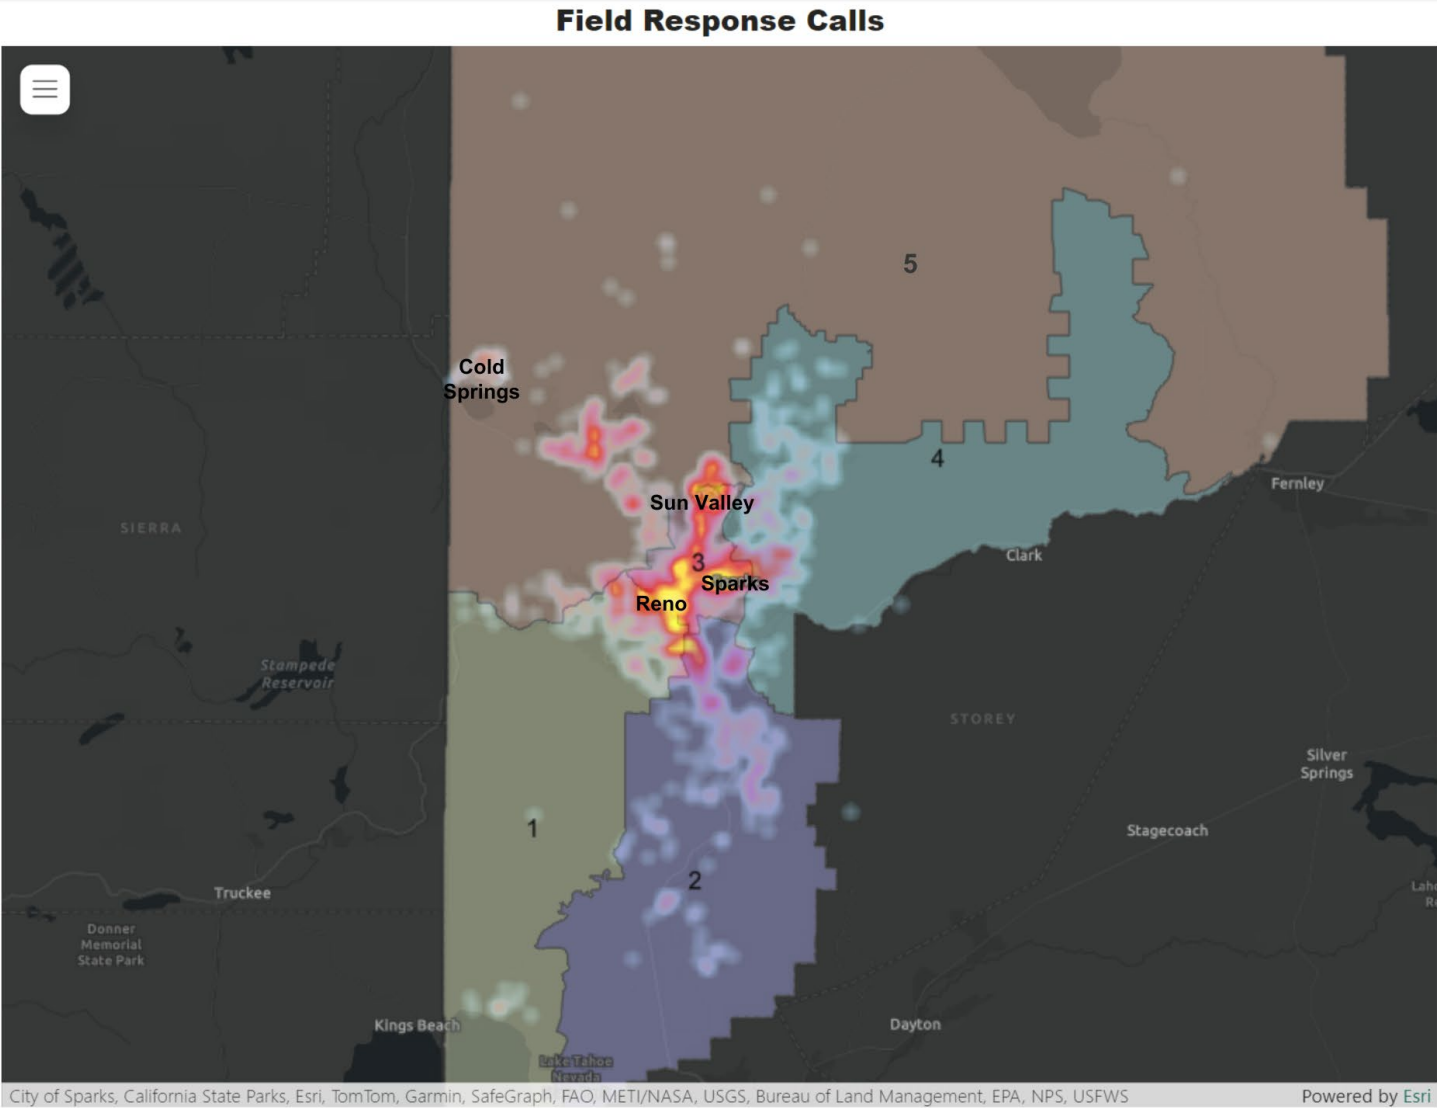 Field Response Calls
5
Cold
Springs
4
Sun Valley
Fernley
SIERRA
3
Clark
Sparks
Reno
Stampede
Reservoir
STOREY
Silver
Springs
1
Stagecoach
2
Truckee
Donner
Memorial
State Park
Kings Beach
Dayton
Lake Tahoe
Nevada
City of Sparks, California State Parks, Esri, TomTom, Garmin, SafeGraph, FAO, METI/NASA, USGS, Bureau of Land Management, EPA, NPS, USFWS
Powered by Esri